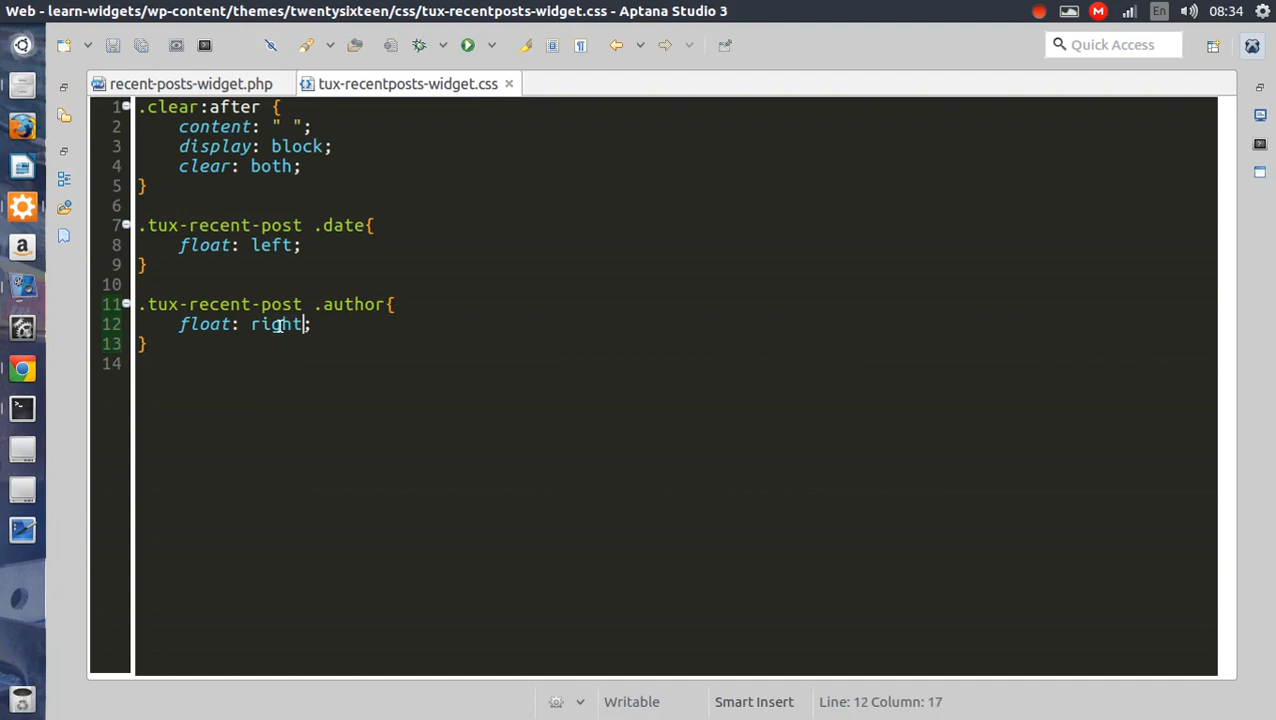 Web - learn-widgets/wp-content/themes/twentysixteen/css/tux-recentposts-widget.css - Aptana Studio 3
En
08:34
Quick Access
recent-posts-widget.php
tux-recentposts-widget.css
1 .clear:after {
2 content: " ";
3 display: block;
4 clear: both;
5 }
6
7 .tux-recent-post .date{
8 float: left;
9 }
10
11 .tux-recent-post .author{
12 float: right;
13 }
14
Writable
Smart Insert
Line: 12 Column: 17